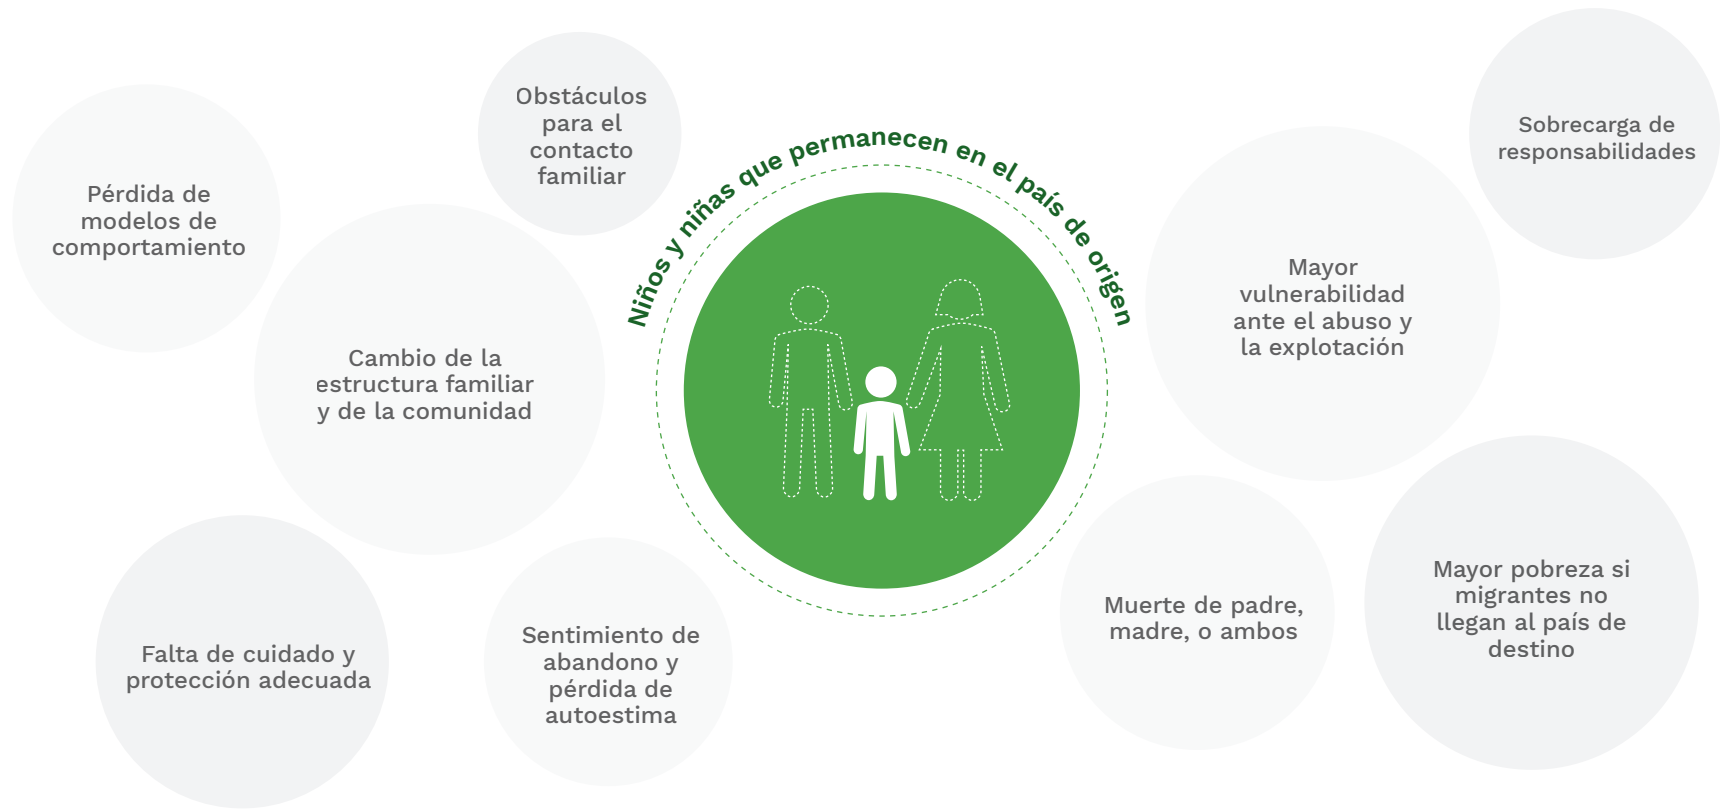 Niños y niñas que permanecen en el país de origen
Pérdida de
modelos de
comportamiento
Obstáculos
para el
contacto
familiar
Cambio de la
estructura familiar
y de la comunidad
Falta de cuidado y
protección adecuada
Sentimiento de
abandono y
pérdida de
autoestima
Sobrecarga de
responsabilidades
Mayor
vulnerabilidad
ante el abuso y
la explotación
Muerte de padre,
madre, o ambos
Mayor pobreza si
migrantes no
llegan al país de
destino